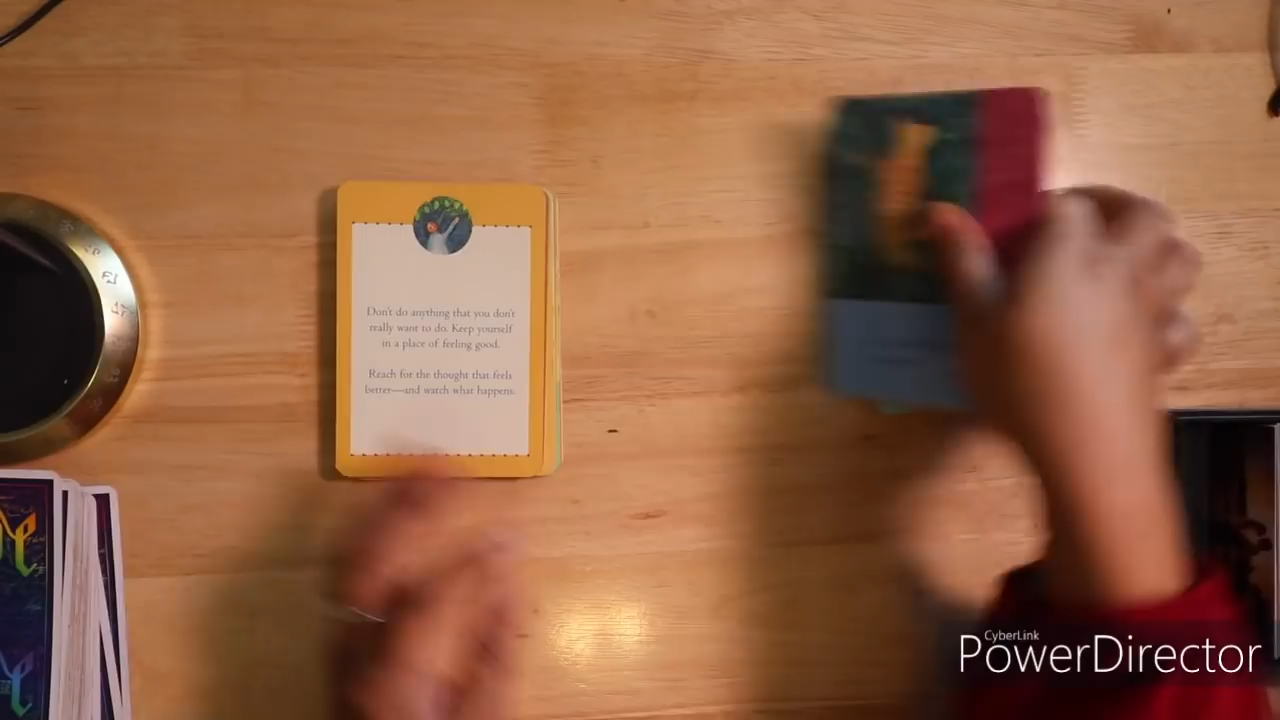 Don't do anything that you don't
really want to do. Keep yourself
in a place of feeling good.
Reach for the thought that feels
better—and watch what happens.
CyberLink
PowerDirector